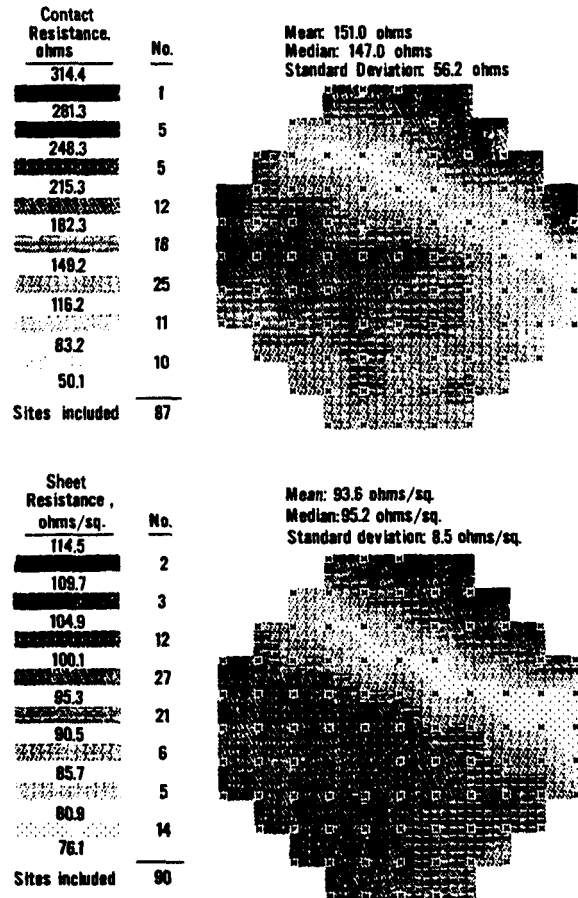 Contact
Resistance,
ohms
No.
314.4
1
281.3
5
248.3
5
215.3
12
182.3
18
149.2
25
116.2
11
83.2
10
50.1
Sites included 87
Mean: 151.0 ohms
Median: 147.0 ohms
Standard Deviation: 56.2 ohms
Sheet
Resistance,
ohms/sq.
No.
114.5
2
109.7
3
104.9
12
100.1
27
95.3
21
90.5
6
85.7
5
80.9
14
76.1
Sites included 90
Mean: 93.6 ohms/sq.
Median:95.2 ohms/sq.
Standard deviation: 8.5 ohms/sq.